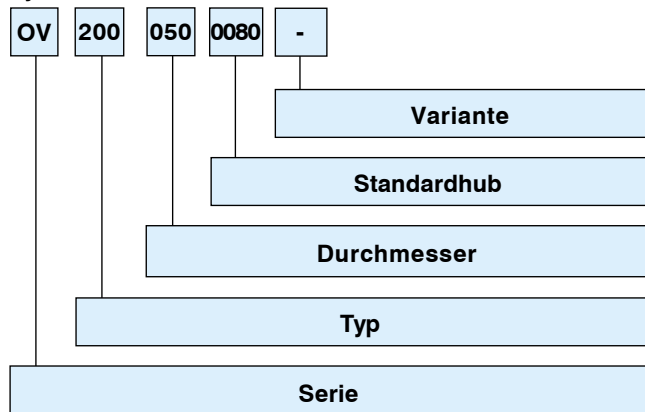 OV 200 050 0080 -
Variante
Standardhub
Durchmesser
Typ
Serie